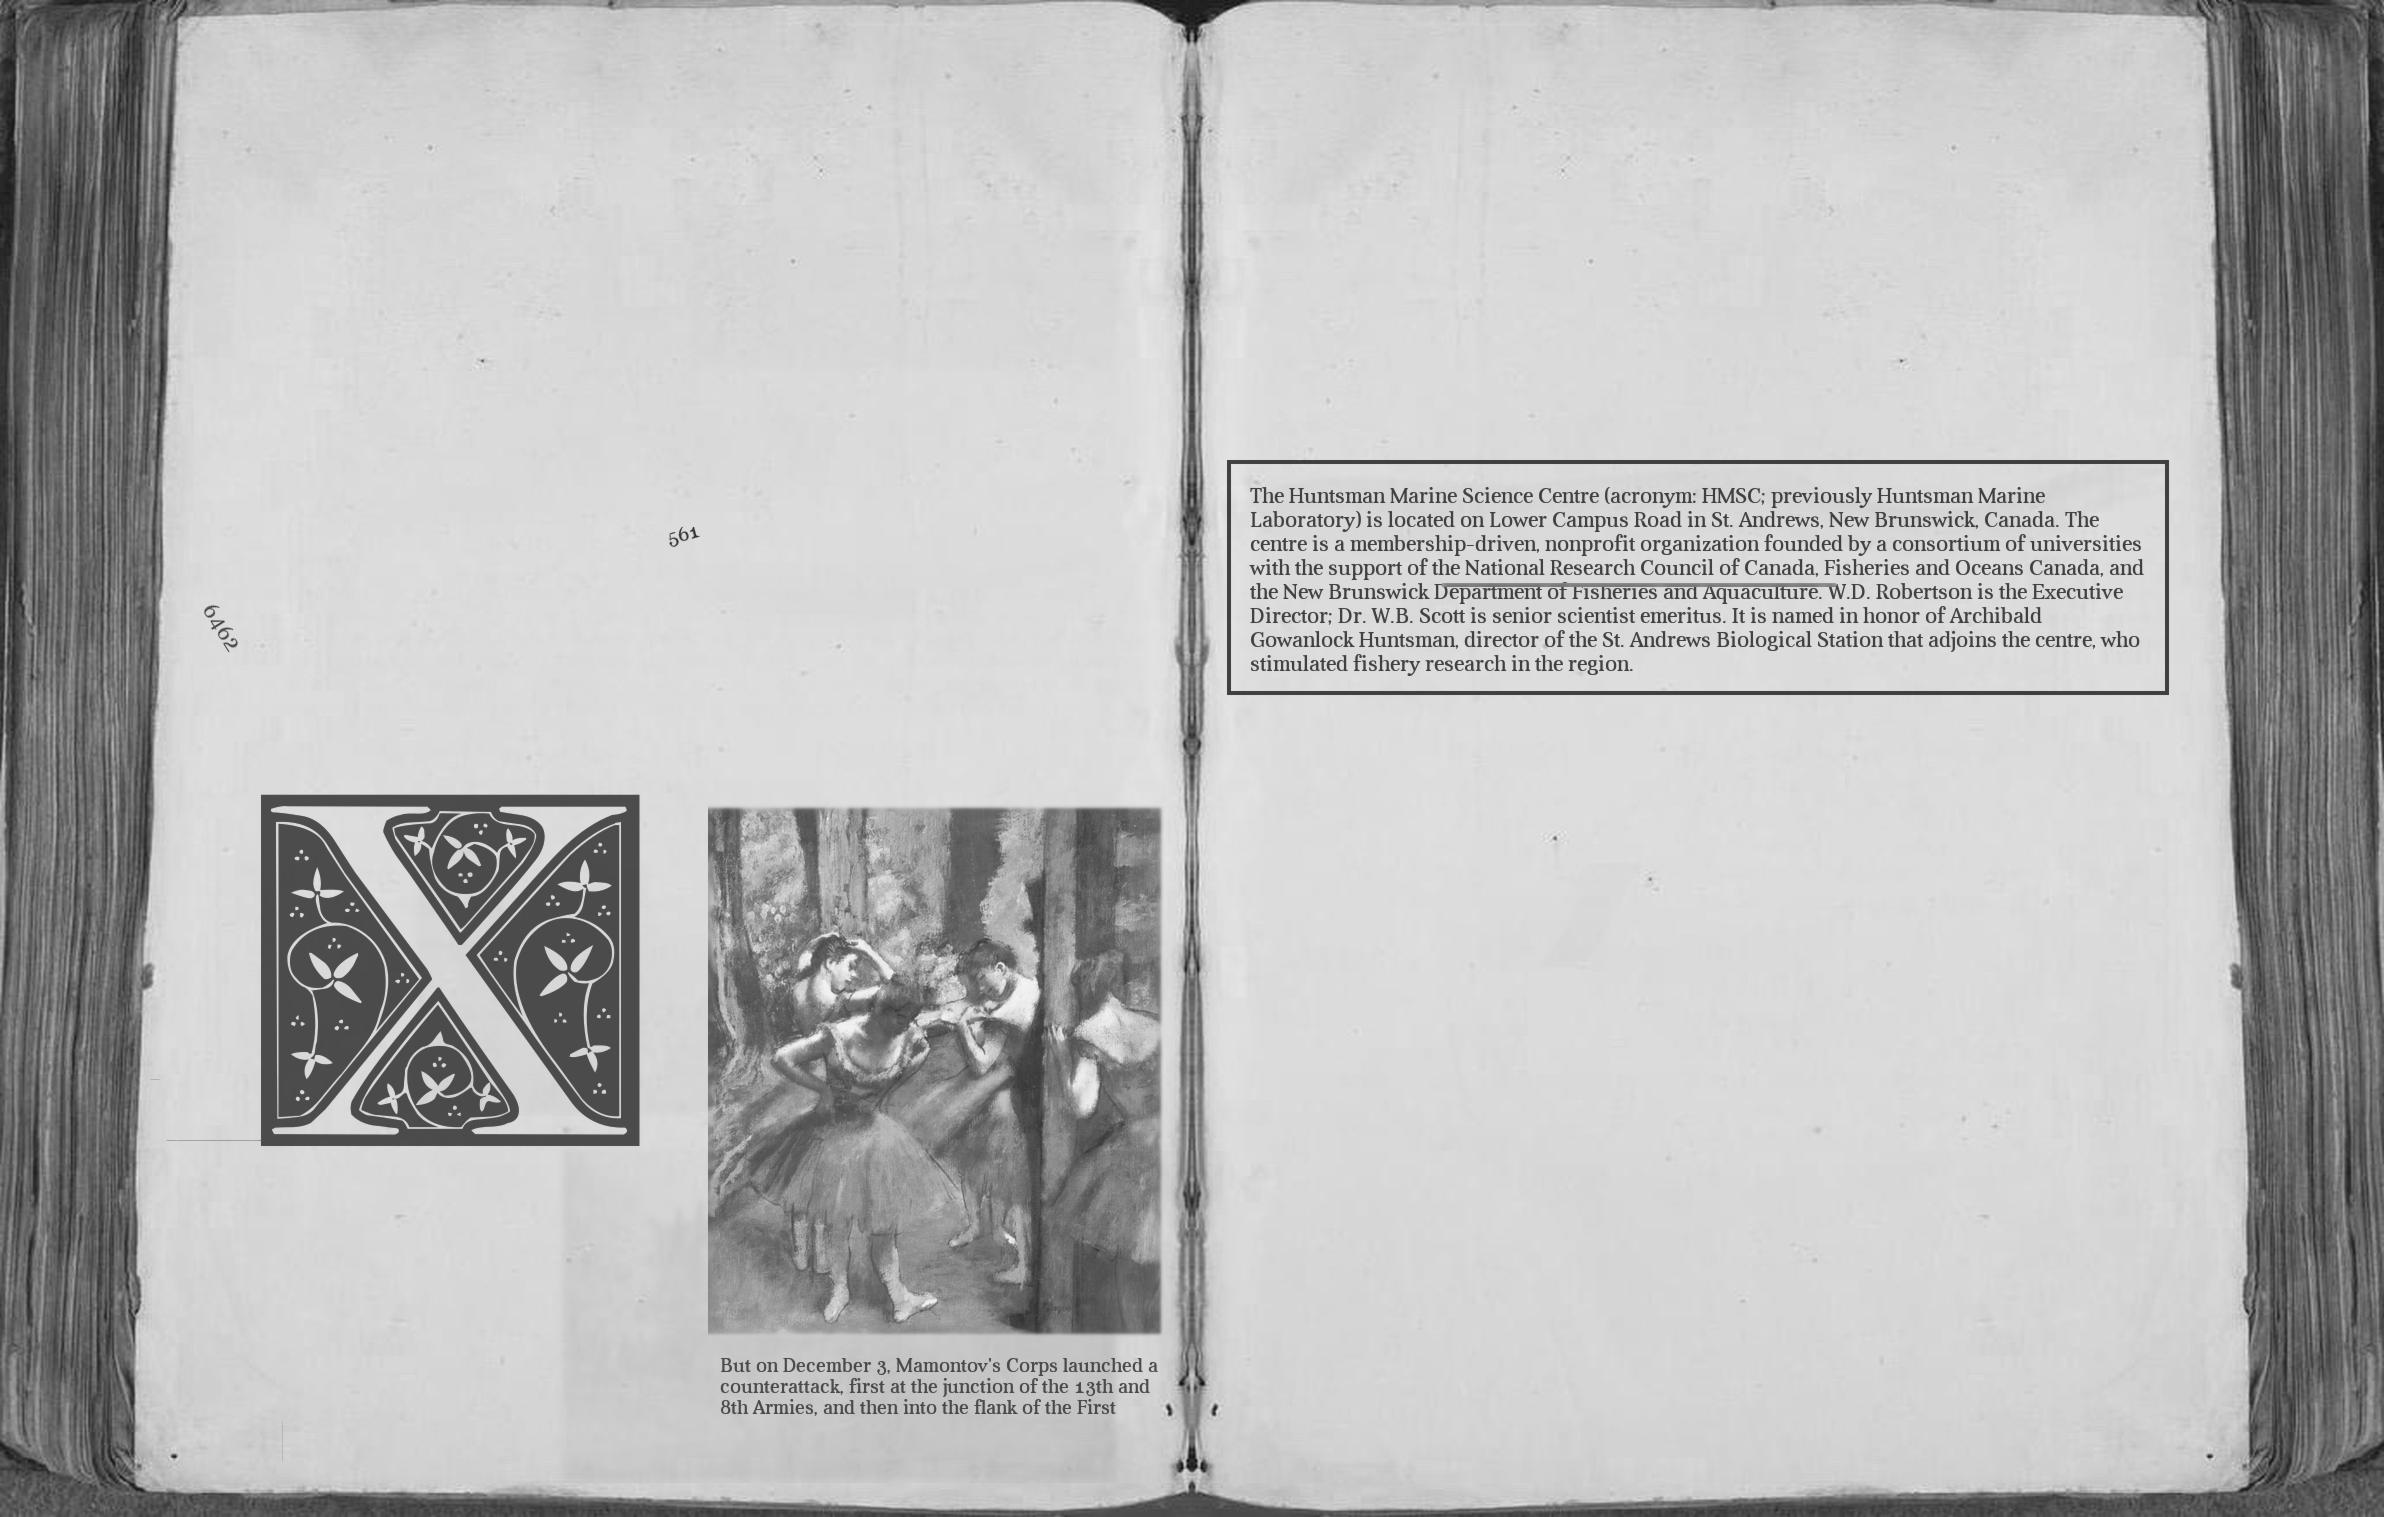 561
6462
X
But on December 3, Mamontov's Corps launched a
counterattack, first at the junction of the 13th and
8th Armies, and then into the flank of the First
The Huntsman Marine Science Centre (acronym: HMSC; previously Huntsman Marine
Laboratory) is located on Lower Campus Road in St. Andrews, New Brunswick, Canada. The
centre is a membership-driven, nonprofit organization founded by a consortium of universities
with the support of the National Research Council of Canada, Fisheries and Oceans Canada, and
the New Brunswick Department of Fisheries and Aquaculture. W.D. Robertson is the Executive
Director; Dr. W.B. Scott is senior scientist emeritus. It is named in honor of Archibald
Gowanlock Huntsman, director of the St. Andrews Biological Station that adjoins the centre, who
stimulated fishery research in the region.